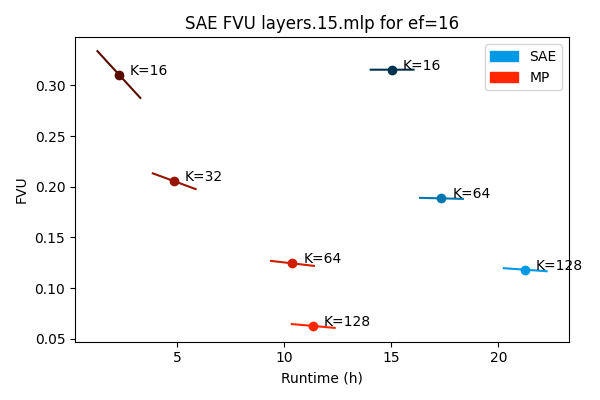 SAE FVU layers.15.mlp for ef=16
SAE
MP
K=16
K=16
K=32
K=64
K=64
K=128
K=128
0.30
0.25
0.20
0.15
0.10
0.05
FVU
5
10
15
20
Runtime (h)